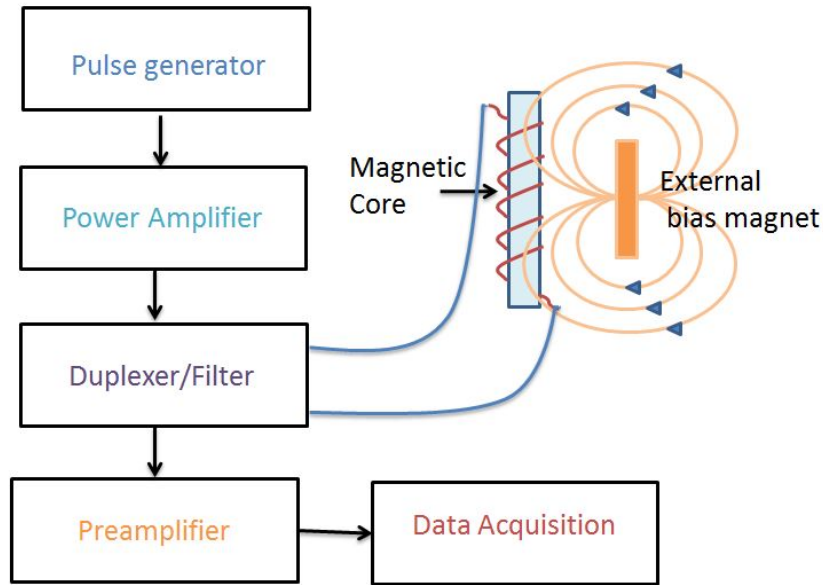 Pulse generator
Power Amplifier
Duplexer/Filter
Preamplifier
Data Acquisition
Magnetic
Core
External
bias magnet